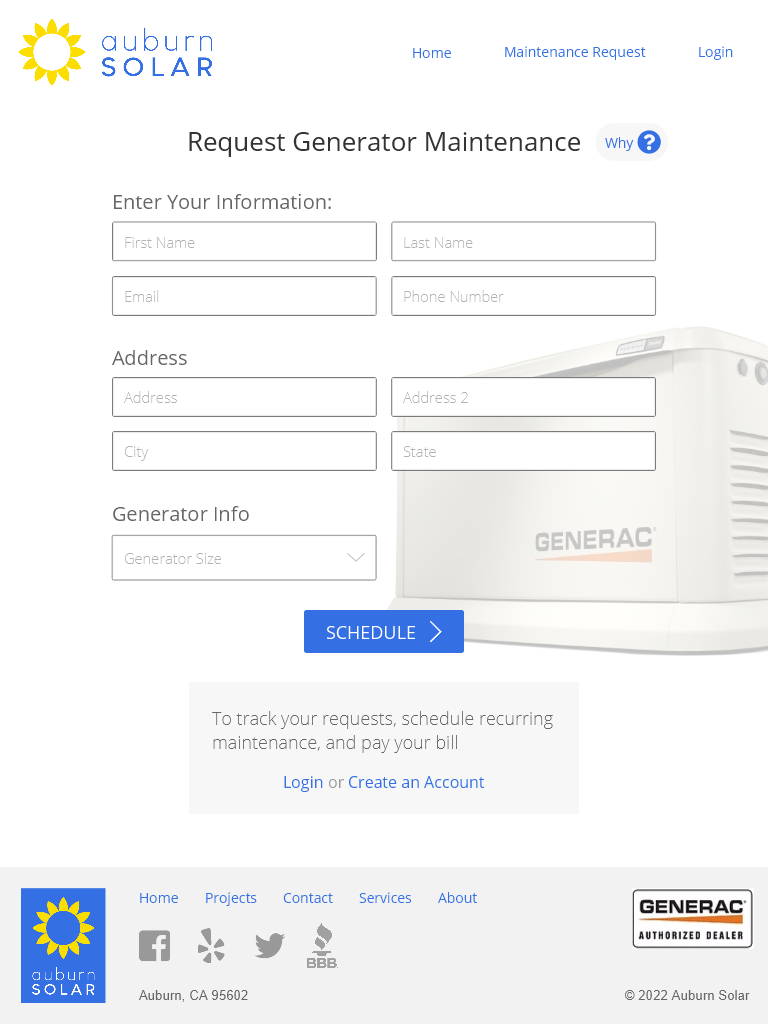 auburn
SOLAR
Home Maintenance Request Login
Request Generator Maintenance Why ?
Enter Your Information:
First Name Last Name
Email Phone Number
Address
Address Address 2
City State
GENERAC
Generator Info
Generator Size
SCHEDULE
To track your requests, schedule recurring
maintenance, and pay your bill
Login or Create an Account
Home Projects Contact Services About
GENERAC
AUTHORIZED DEALER
BBB
auburn
SOLAR
Auburn, CA 95602 © 2022 Auburn Solar